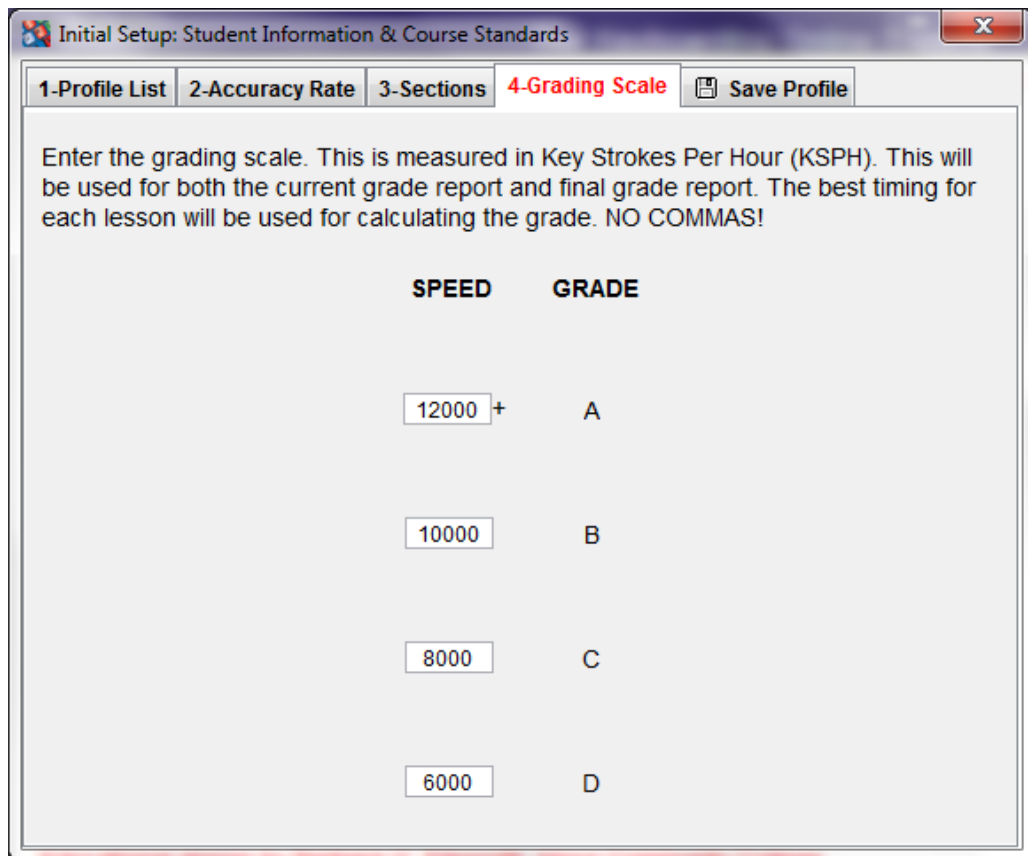 Initial Setup: Student Information & Course Standards
1-Profile List 2-Accuracy Rate 3-Sections 4-Grading Scale Save Profile
Enter the grading scale. This is measured in Key Strokes Per Hour (KSPH). This will
be used for both the current grade report and final grade report. The best timing for
each lesson will be used for calculating the grade. NO COMMAS!
SPEED GRADE
12000 + A
10000 B
8000 C
6000 D